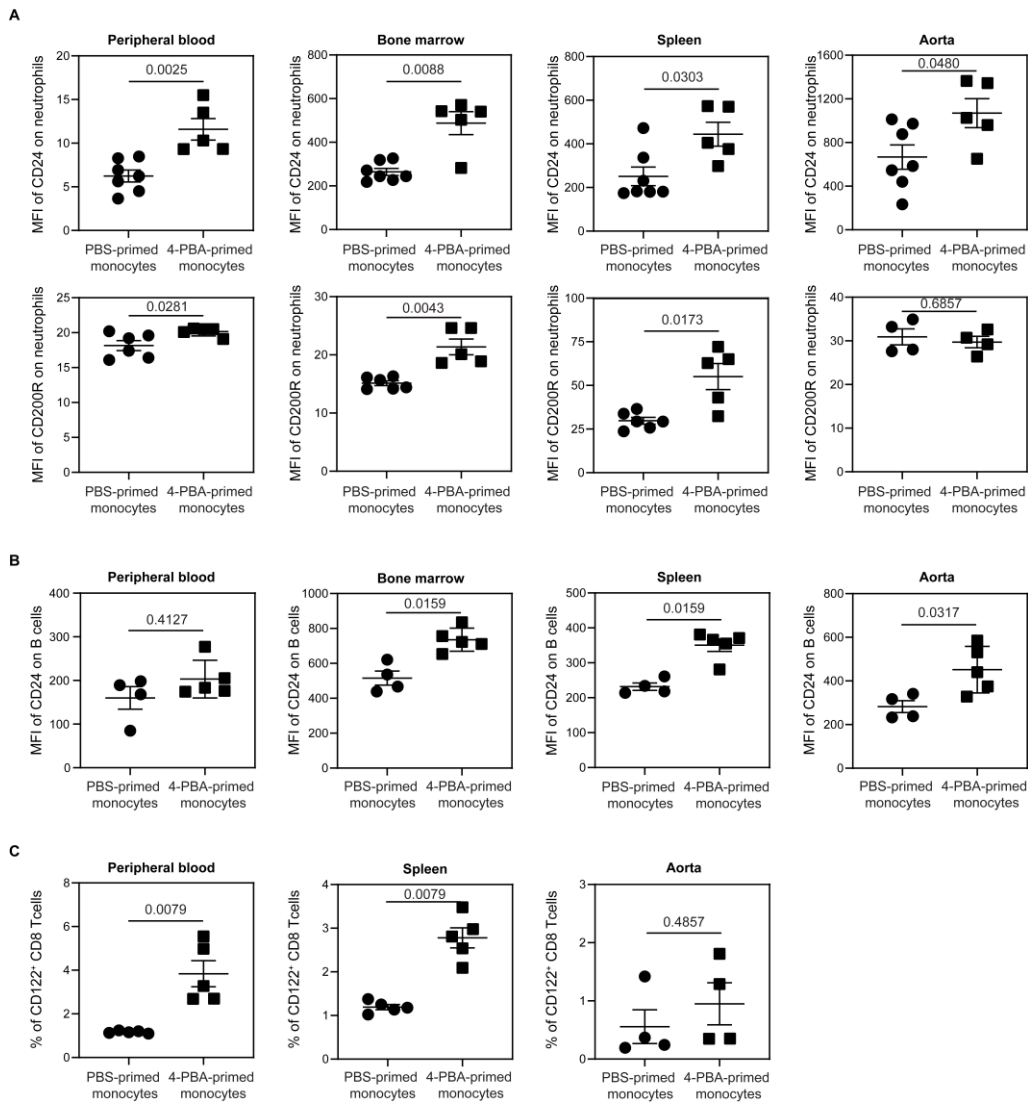 A
Peripheral blood
MFI of CD24 on neutrophils
20
15
10
5
0
0.0025
PBS-primed monocytes
4-PBA-primed monocytes
Bone marrow
MFI of CD24 on neutrophils
800
600
400
200
0
0.0088
PBS-primed monocytes
4-PBA-primed monocytes
Spleen
MFI of CD24 on neutrophils
800
600
400
200
0
0.0303
PBS-primed monocytes
4-PBA-primed monocytes
Aorta
MFI of CD24 on neutrophils
1600
1200
800
400
0
0.0480
PBS-primed monocytes
4-PBA-primed monocytes
MFI of CD200R on neutrophils
25
20
15
10
5
0
0.0281
PBS-primed monocytes
4-PBA-primed monocytes
MFI of CD200R on neutrophils
30
20
10
0
0.0043
PBS-primed monocytes
4-PBA-primed monocytes
MFI of CD200R on neutrophils
100
75
50
25
0
0.0173
PBS-primed monocytes
4-PBA-primed monocytes
MFI of CD200R on neutrophils
40
30
20
10
0
0.6857
PBS-primed monocytes
4-PBA-primed monocytes
B
Peripheral blood
MFI of CD24 on B cells
400
300
200
100
0
0.4127
PBS-primed monocytes
4-PBA-primed monocytes
Bone marrow
MFI of CD24 on B cells
1000
800
600
400
200
0
0.0159
PBS-primed monocytes
4-PBA-primed monocytes
Spleen
MFI of CD24 on B cells
500
400
300
200
100
0
0.0159
PBS-primed monocytes
4-PBA-primed monocytes
Aorta
MFI of CD24 on B cells
800
600
400
200
0
0.0317
PBS-primed monocytes
4-PBA-primed monocytes
C
Peripheral blood
% of CD122⁺ CD8 Tcells
8
6
4
2
0
0.0079
PBS-primed monocytes
4-PBA-primed monocytes
Spleen
% of CD122⁺ CD8 Tcells
4
3
2
1
0
0.0079
PBS-primed monocytes
4-PBA-primed monocytes
Aorta
% of CD122⁺ CD8 Tcells
3
2
1
0
0.4857
PBS-primed monocytes
4-PBA-primed monocytes